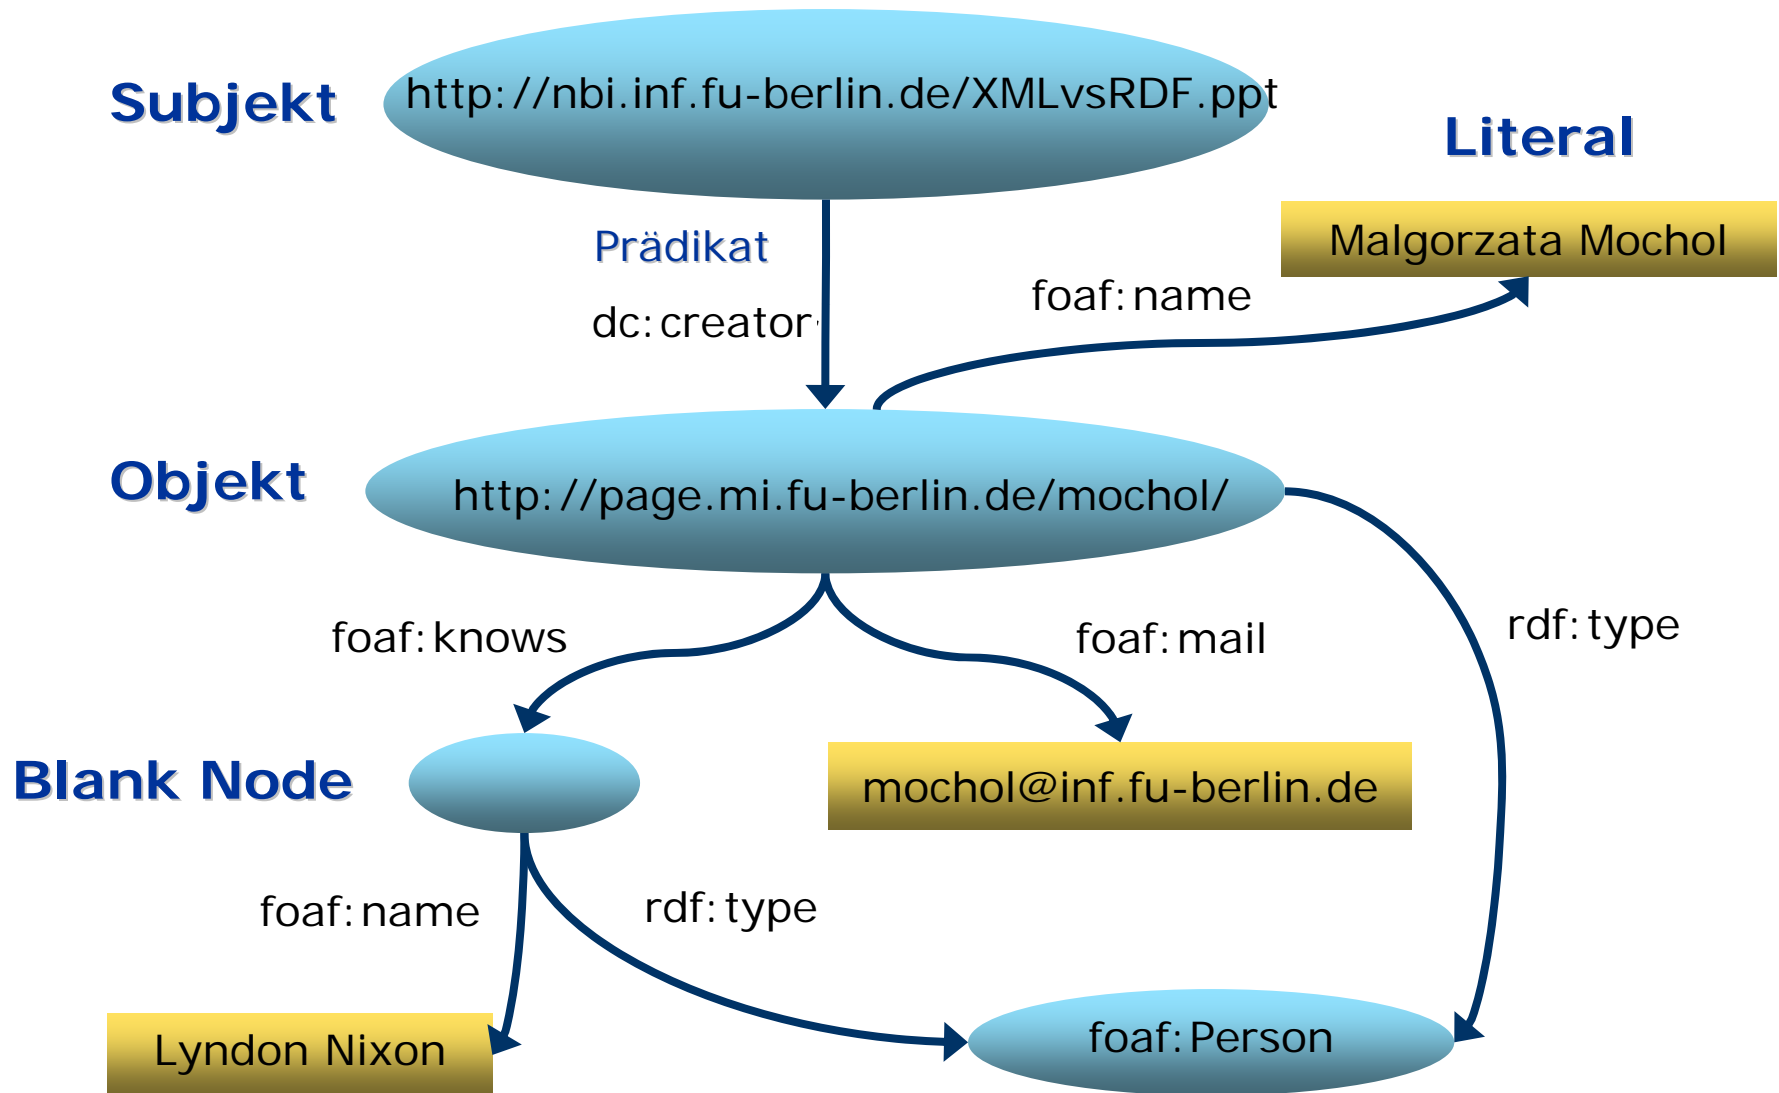 Subjekt
http://nbi.inf.fu-berlin.de/XMLvsRDF.ppt
Literal
Malgorzata Mochol
Prädikat
foaf:name
dc:creator
Objekt
http://page.mi.fu-berlin.de/mochol/
foaf:knows
foaf:mail
rdf:type
Blank Node
mochol@inf.fu-berlin.de
foaf:name
rdf:type
Lyndon Nixon
foaf:Person